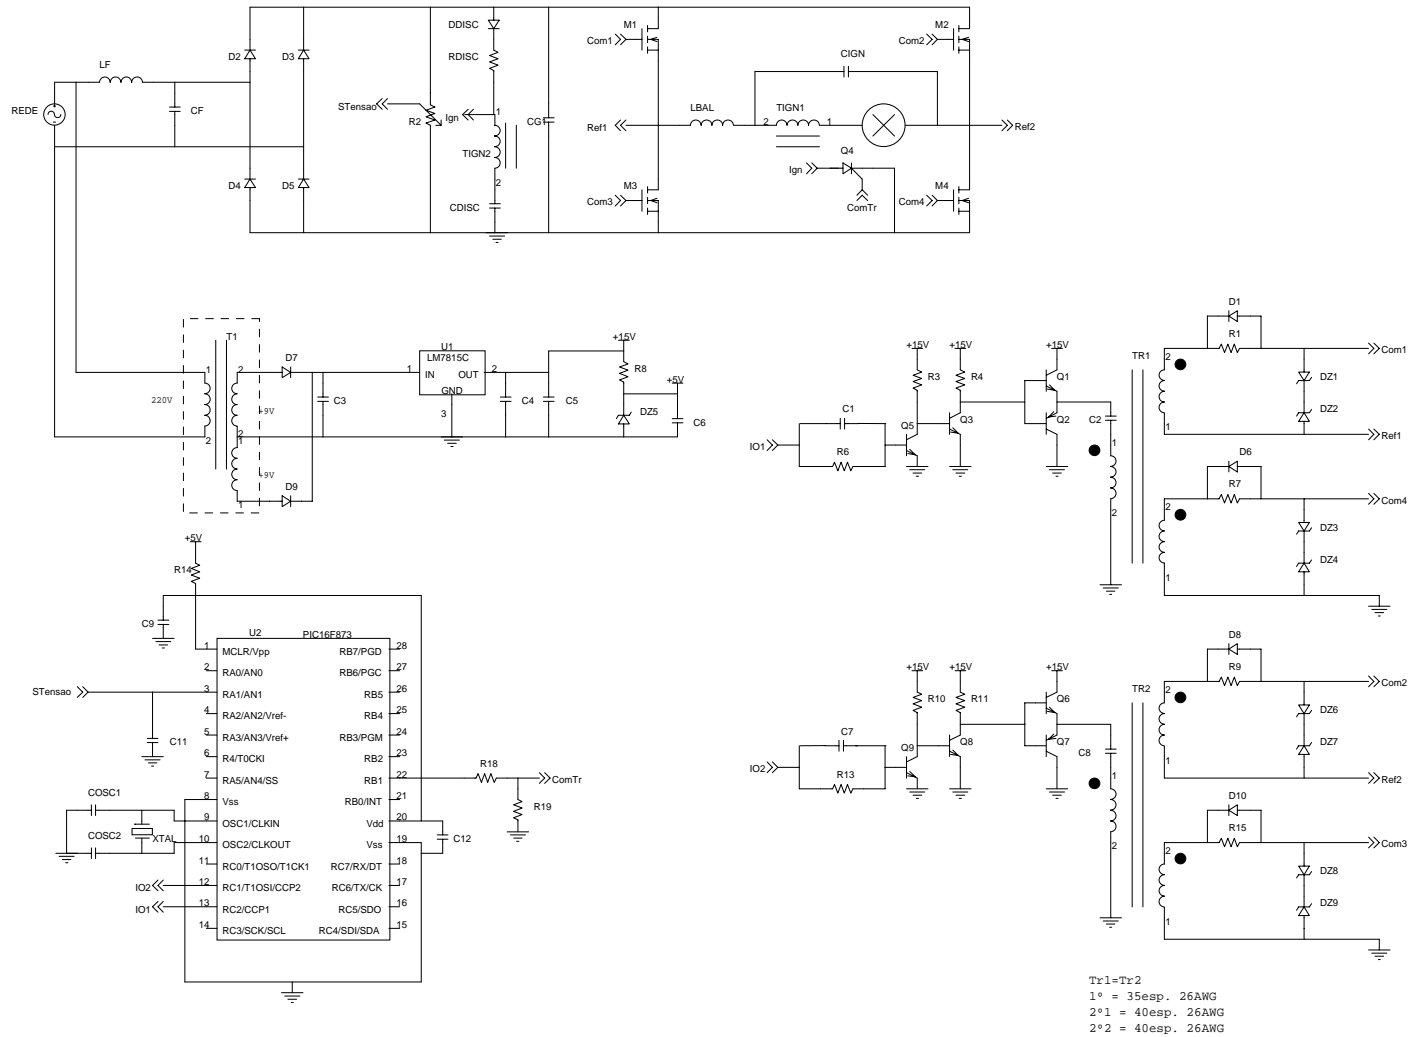 DDISC
M1
M2
Com1
Com2
D2
D3
RDISC
CIGN
LF
REDE
CF
STensao
R2
Ign
1
CG1
LBAL
TIGN1
2
1
Ref1
Ref2
TIGN2
2
Q4
Ign
D4
D5
CDISC
M3
M4
Com3
Com4
ComTr
T1
D7
U1
LM7815C
1
IN
OUT
2
GND
3
+15V
R8
+5V
1
2
220V
+9V
C3
C4
C5
DZ5
C6
2
1
+9V
D9
1
+15V
+15V
+15V
R3
R4
Q1
C1
Q5
Q3
Q2
C2
IO1
R6
1
2
TR1
D1
R1
2
Com1
DZ1
DZ2
1
Ref1
D6
R7
2
Com4
DZ3
DZ4
1
+5V
R14
C9
U2
PIC16F873
1
MCLR/Vpp
RB7/PGD
28
2
RA0/AN0
RB6/PGC
27
STensao
3
RA1/AN1
RB5
26
4
RA2/AN2/Vref-
RB4
25
C11
5
RA3/AN3/Vref+
RB3/PGM
24
6
R4/T0CKI
RB2
23
7
RA5/AN4/SS
RB1
22
8
Vss
RB0/INT
21
COSC1
9
OSC1/CLKIN
Vdd
20
COSC2
XTAL
10
OSC2/CLKOUT
Vss
19
11
RC0/T1OSO/T1CK1
RC7/RX/DT
18
IO2
12
RC1/T1OSI/CCP2
RC6/TX/CK
17
IO1
13
RC2/CCP1
RC5/SDO
16
14
RC3/SCK/SCL
RC4/SDI/SDA
15
R18
ComTr
R19
C12
+15V
+15V
+15V
R10
R11
Q6
C7
Q9
Q8
Q7
C8
IO2
R13
1
2
TR2
D8
R9
2
Com2
DZ6
DZ7
1
Ref2
D10
R15
2
Com3
DZ8
DZ9
1
Tr1=Tr2
1º = 35esp. 26AWG
2º1 = 40esp. 26AWG
2º2 = 40esp. 26AWG